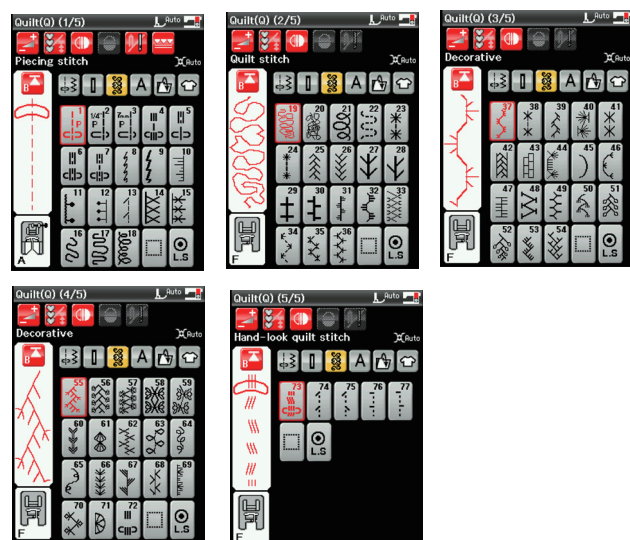 Quilt(Q) (1/5) Auto
Piecing stitch Auto
B A
1 1/4" 2 7mm 3 4 5
P P P
6 7 8 9 10
11 12 13 14 15
16 17 18 L.S
A
Quilt(Q) (2/5) Auto
Quilt stitch Auto
B A
19 20 21 22 23
24 25 26 27 28
29 30 31 32 33
34 35 36 L.S
F
Quilt(Q) (3/5) Auto
Decorative Auto
B A
37 38 39 40 41
42 43 44 45 46
47 48 49 50 51
52 53 54 L.S
F
Quilt(Q) (4/5) Auto
Decorative Auto
B A
55 56 57 58 59
60 61 62 63 64
65 66 67 68 69
70 71 72 L.S
F
Quilt(Q) (5/5) Auto
Hand-look quilt stitch Auto
B A
73 74 75 76 77
L.S
F